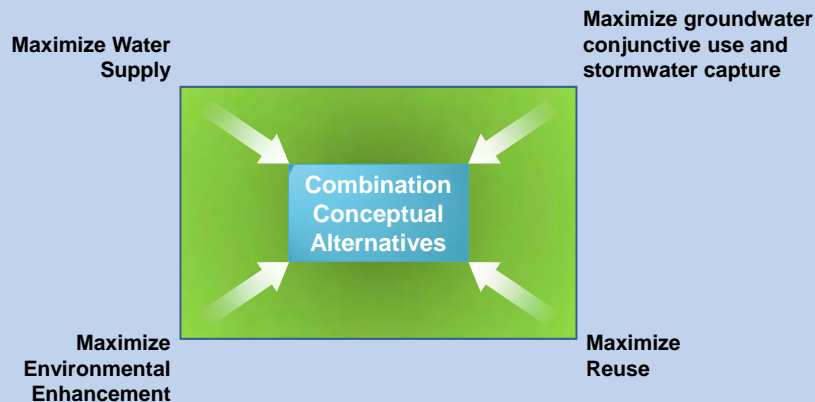 Maximize Water
Supply
Maximize groundwater
conjunctive use and
stormwater capture
Combination
Conceptual
Alternatives
Maximize
Environmental
Enhancement
Maximize
Reuse